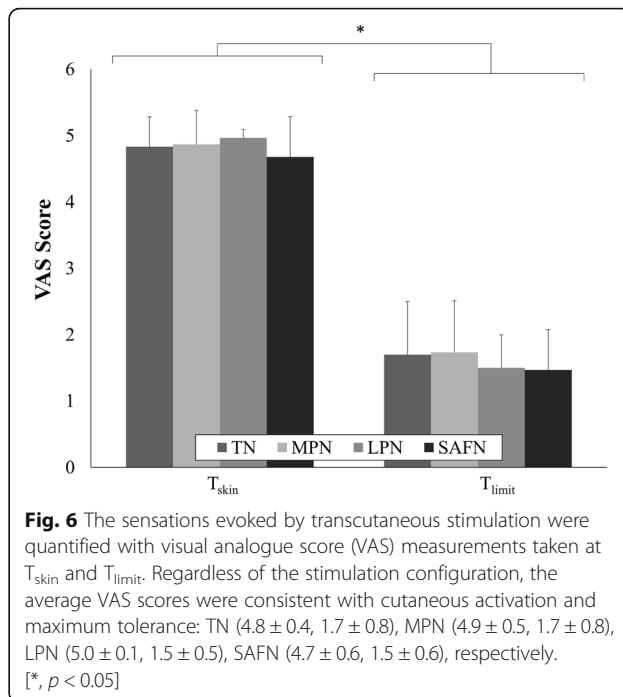 *
6
5
4
3
2
1
0
VAS Score
TN MPN LPN SAFN
Tskin Tlimit
Fig. 6 The sensations evoked by transcutaneous stimulation were
quantified with visual analogue score (VAS) measurements taken at
Tskin and Tlimit. Regardless of the stimulation configuration, the
average VAS scores were consistent with cutaneous activation and
maximum tolerance: TN (4.8 ± 0.4, 1.7 ± 0.8), MPN (4.9 ± 0.5, 1.7 ± 0.8),
LPN (5.0 ± 0.1, 1.5 ± 0.5), SAFN (4.7 ± 0.6, 1.5 ± 0.6), respectively.
[*, p < 0.05]